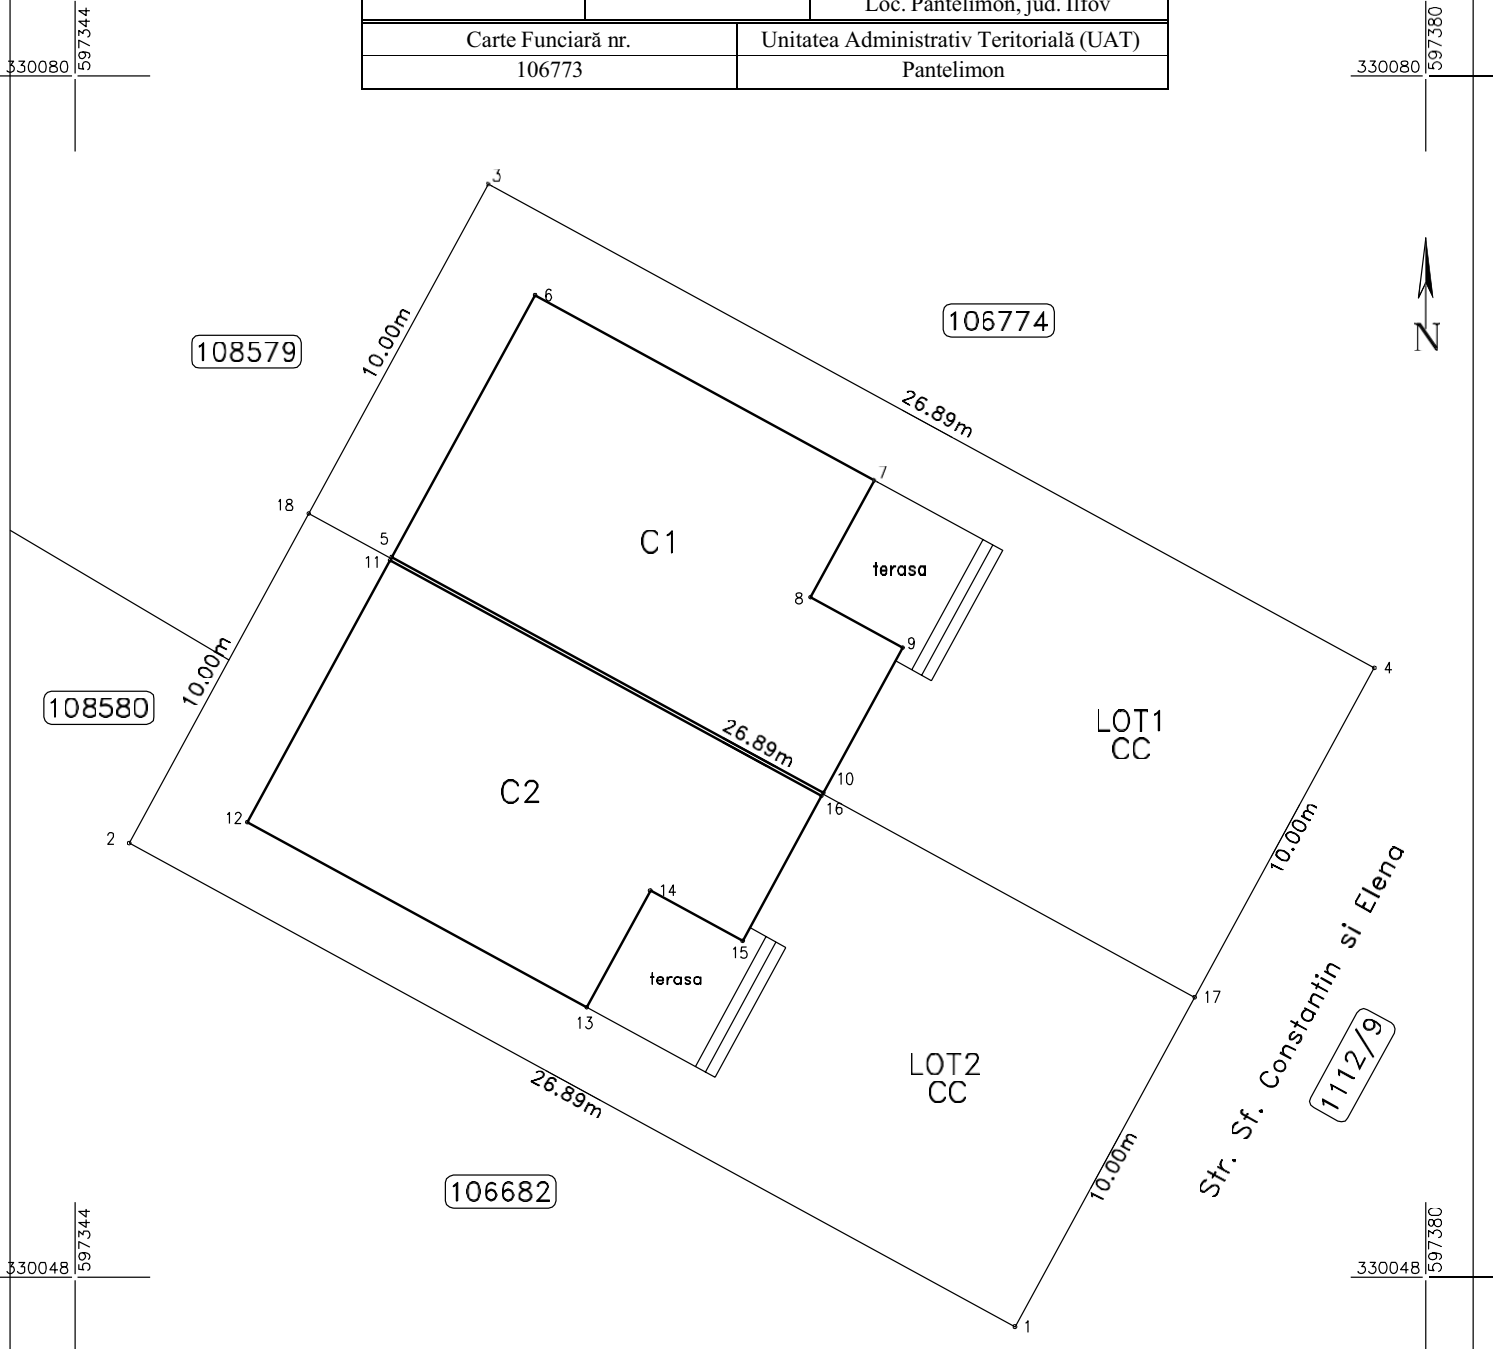 Loc. Pantelimon, jud. Ilfov
Carte Funciară nr.
Unitatea Administrativ Teritorială (UAT)
106773
Pantelimon
330080
597344
330080
597380
3
6
108579
10.00m
106774
N
26.89m
7
18
5
11
C1
terasa
8
9
4
10.00m
108580
LOT1
CC
26.89m
10
16
C2
12
2
10.00m
14
15
Str. Sf. Constantin si Elena
terasa
17
13
1112/9
LOT2
CC
26.89m
10.00m
106682
330048
597344
330048
597380
1